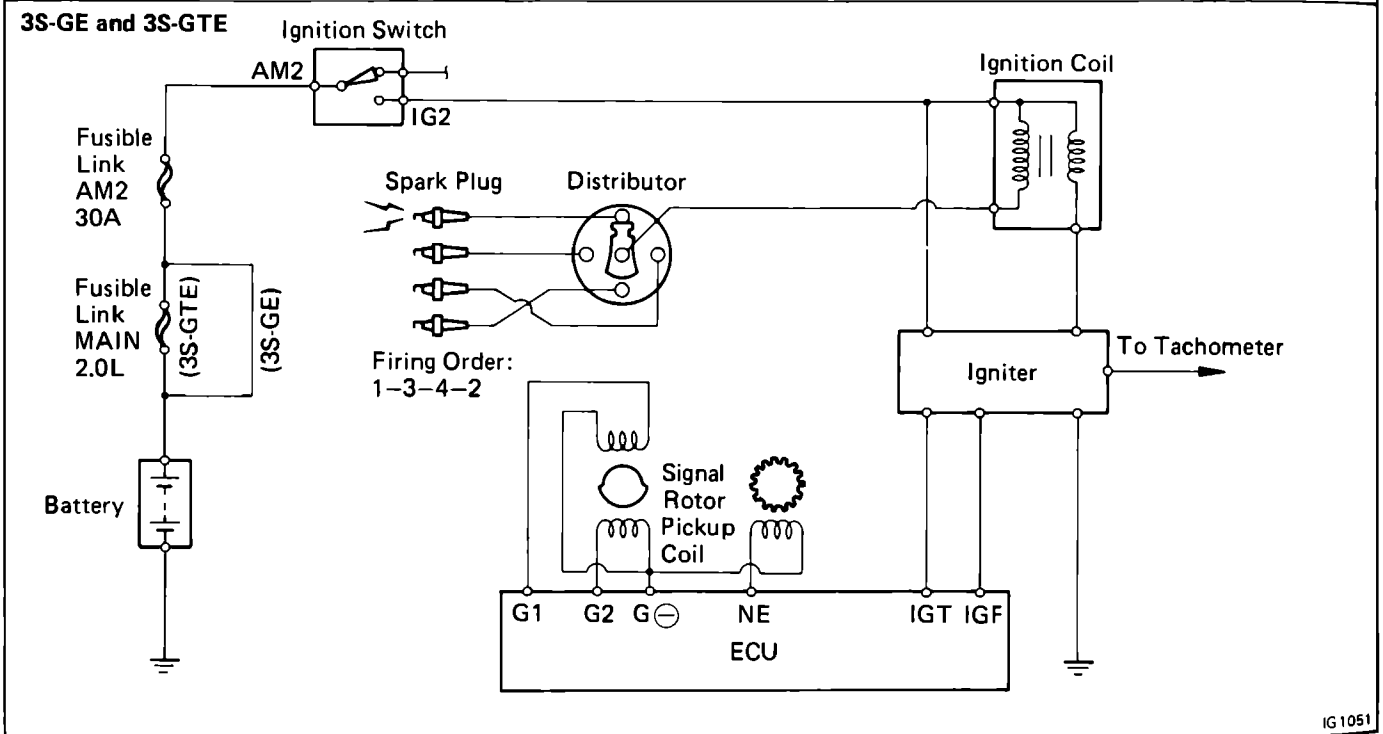 3S-GE and 3S-GTE
Ignition Switch
AM2
IG2
Ignition Coil
Fusible
Link
AM2
30A
Spark Plug
Distributor
Fusible
Link
MAIN
2.0L
(3S-GTE)
(3S-GE)
Firing Order:
1–3–4–2
Igniter
To Tachometer
Battery
Signal
Rotor
Pickup
Coil
G1
G2
G⊖
NE
IGT
IGF
ECU
IG1051